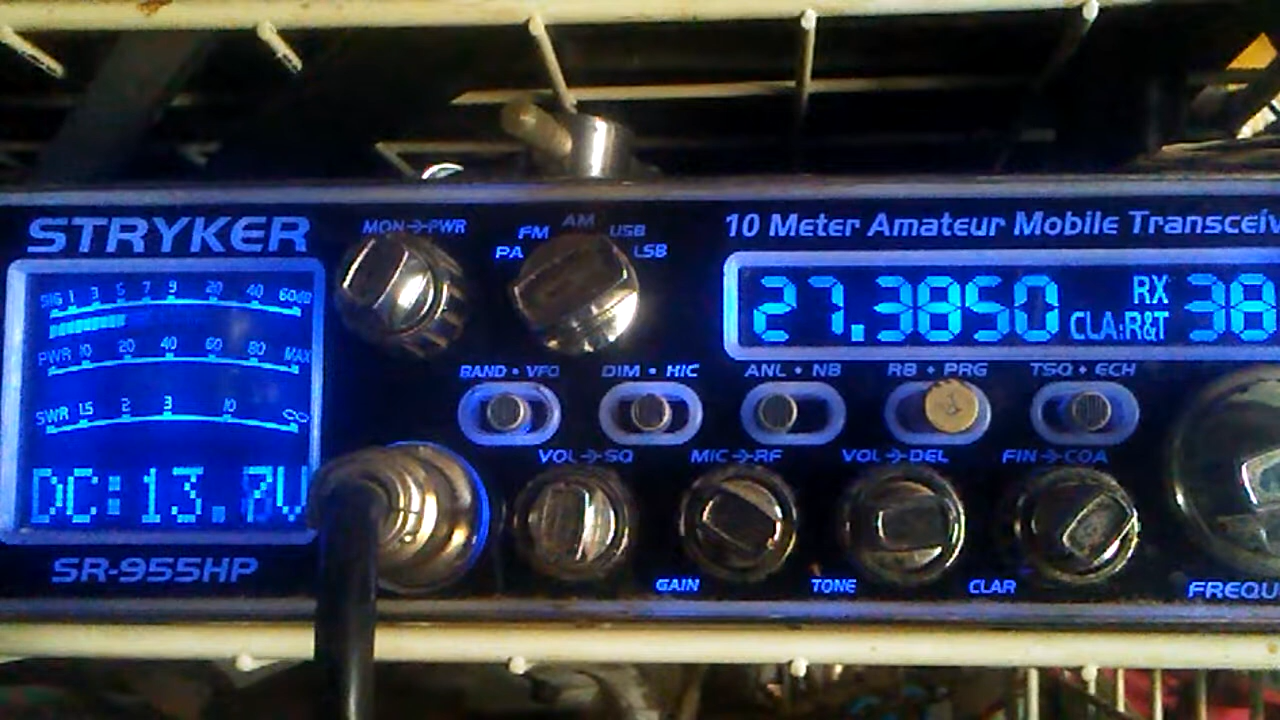 STRYKER
SIG 1 3 5 7 9 20 40 60dB
PWR 10 20 40 60 80 MAX
SWR 1.5 2 3 10 ∞
DC:13.7V
SR-955HP
MON→PWR
PA FM AM USB LSB
10 Meter Amateur Mobile Transceiv
27.3850 RX CLA:R&T 38
BAND • VFO DIM • HIC ANL • NB RB • PRG TSQ • ECH
VOL→SQ MIC→RF VOL→DEL FIN→COA
GAIN TONE CLAR FREQU